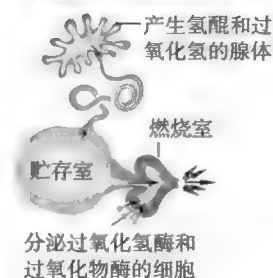 产生氢醌和过
氧化氢的腺体
燃烧室
贮存室
分泌过氧化氢酶和
过氧化物酶的细胞